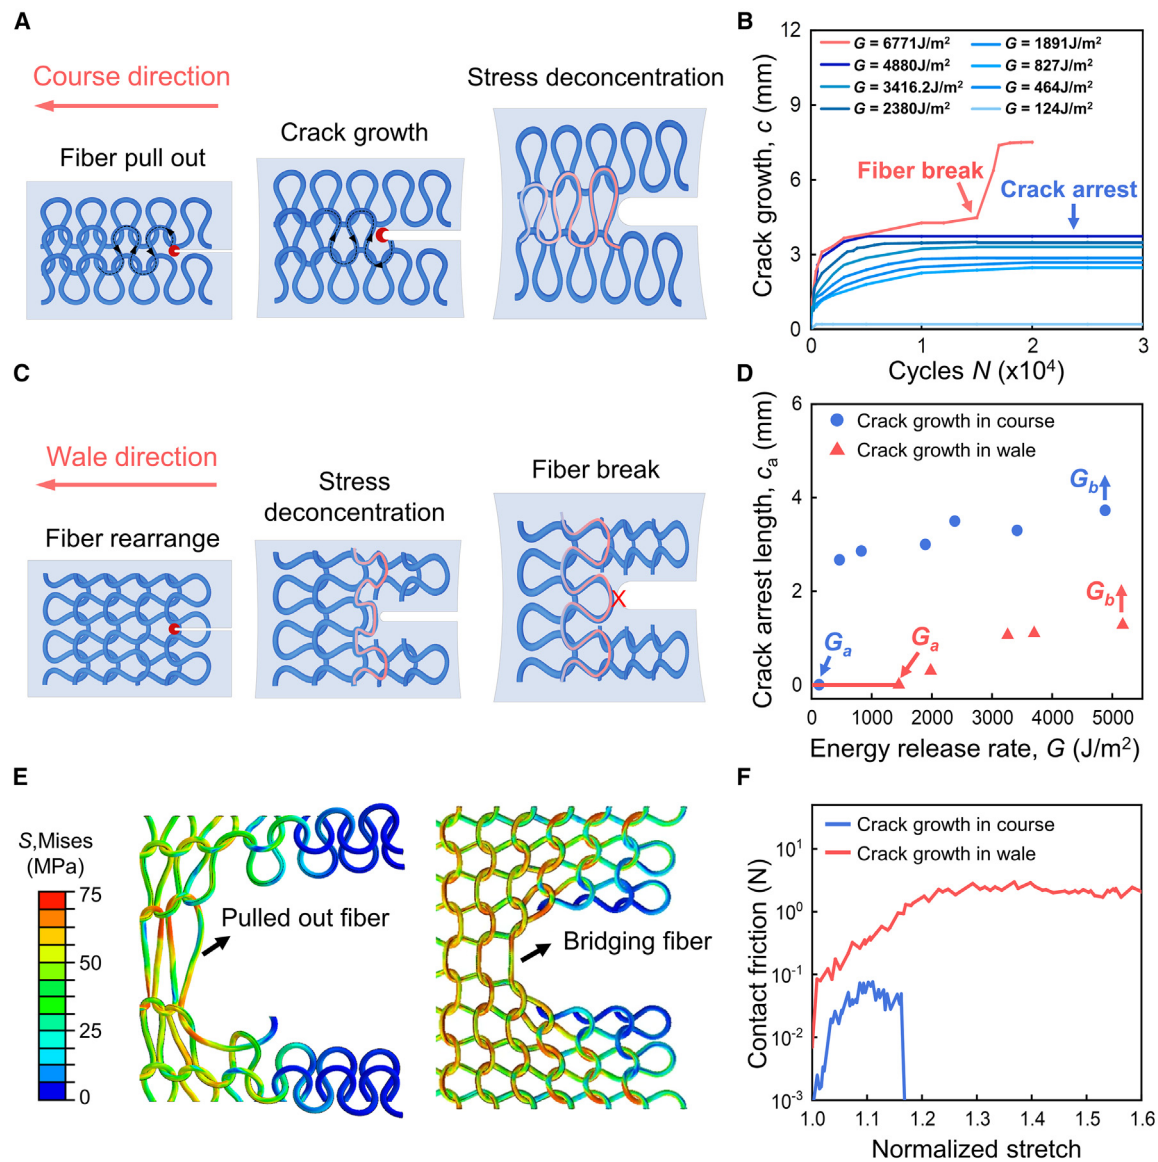 A
Course direction
Fiber pull out
Crack growth
Stress deconcentration
B
Crack growth, c (mm)
12
9
6
3
0
G = 6771J/m²
G = 4880J/m²
G = 3416.2J/m²
G = 2380J/m²
G = 1891J/m²
G = 827J/m²
G = 464J/m²
G = 124J/m²
Fiber break
Crack arrest
0 1 2 3
Cycles N (x10⁴)
C
Wale direction
Fiber rearrange
Stress
deconcentration
Fiber break
X
D
Crack arrest length, cₐ (mm)
6
4
2
0
Crack growth in course
Crack growth in wale
G_b
G_b
G_a
G_a
0 1000 2000 3000 4000 5000
Energy release rate, G (J/m²)
E
S,Mises
(MPa)
75
50
25
0
Pulled out fiber
Bridging fiber
F
Contact friction (N)
10¹
10⁰
10⁻¹
10⁻²
10⁻³
Crack growth in course
Crack growth in wale
1.0 1.1 1.2 1.3 1.4 1.5 1.6
Normalized stretch